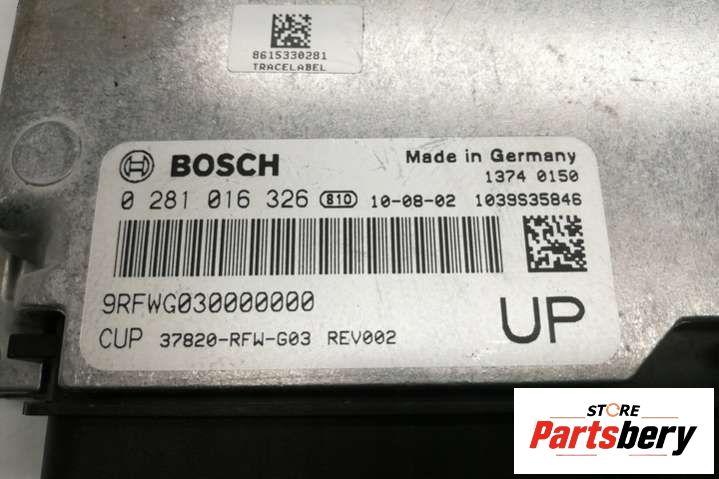 8615330281
TRACELABEL
BOSCH
Made in Germany
1374 0150
0 281 016 326 810 10-08-02 1039S35846
9RFWG030000000
CUP 37820-RFW-G03 REV002
UP
STORE
Partsbery